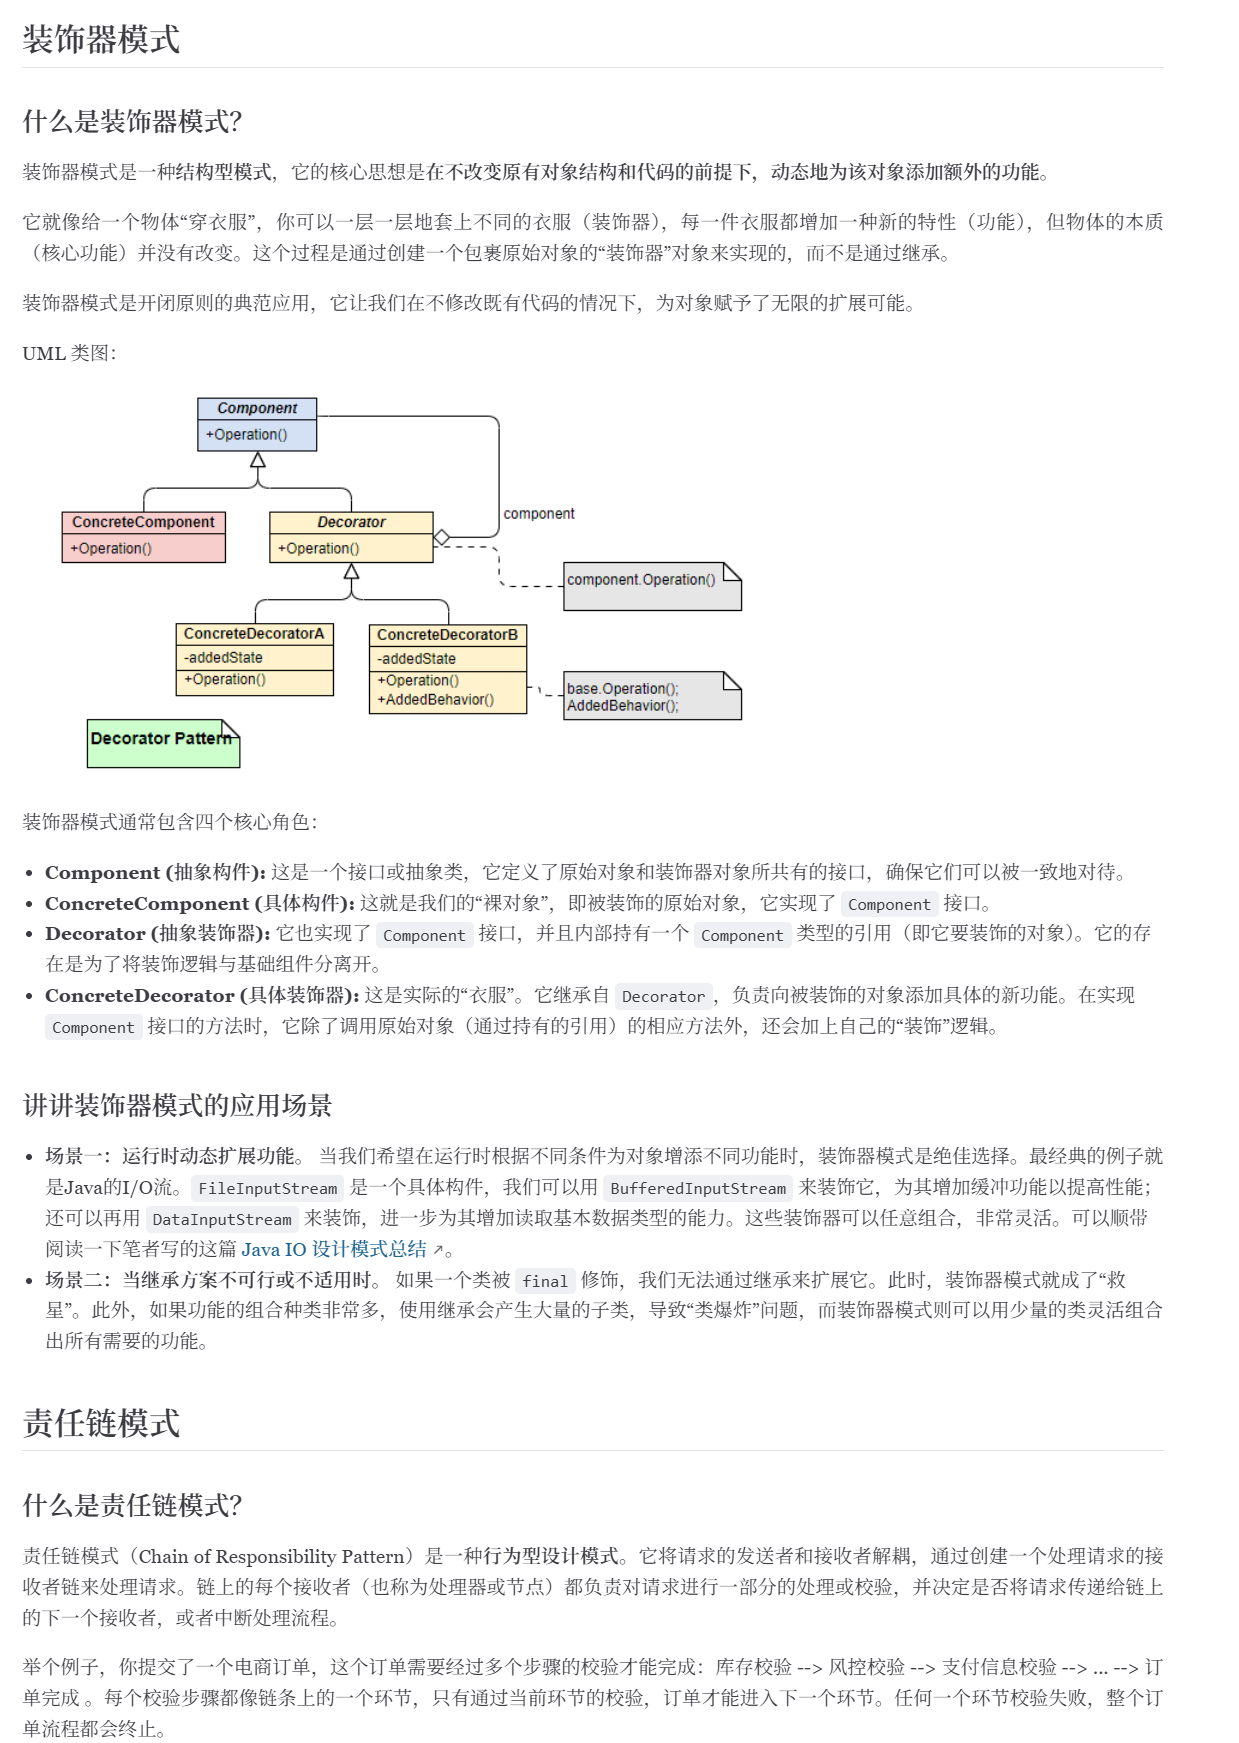 装饰器模式
什么是装饰器模式？
装饰器模式是一种结构型模式，它的核心思想是在不改变原有对象结构和代码的前提下，动态地为该对象添加额外的功能。
它就像给一个物体“穿衣服”，你可以一层一层地套上不同的衣服（装饰器），每一件衣服都增加一种新的特性（功能），但物体的本质
（核心功能）并没有改变。这个过程是通过创建一个包裹原始对象的“装饰器”对象来实现的，而不是通过继承。
装饰器模式是开闭原则的典范应用，它让我们在不修改既有代码的情况下，为对象赋予了无限的扩展可能。
UML 类图：
Component
+Operation()
component
ConcreteComponent
+Operation()
Decorator
+Operation()
component.Operation()
ConcreteDecoratorA
-addedState
+Operation()
ConcreteDecoratorB
-addedState
+Operation()
+AddedBehavior()
base.Operation();
AddedBehavior();
Decorator Pattern
装饰器模式通常包含四个核心角色：
• Component (抽象构件): 这是一个接口或抽象类，它定义了原始对象和装饰器对象所共有的接口，确保它们可以被一致地对待。
• ConcreteComponent (具体构件): 这就是我们的“裸对象”，即被装饰的原始对象，它实现了 Component 接口。
• Decorator (抽象装饰器): 它也实现了 Component 接口，并且内部持有一个 Component 类型的引用（即它要装饰的对象）。它的存
在是为了将装饰逻辑与基础组件分离开。
• ConcreteDecorator (具体装饰器): 这是实际的“衣服”。它继承自 Decorator，负责向被装饰的对象添加具体的新功能。在实现
Component 接口的方法时，它除了调用原始对象（通过持有的引用）的相应方法外，还会加上自己的“装饰”逻辑。
讲讲装饰器模式的应用场景
• 场景一：运行时动态扩展功能。 当我们希望在运行时根据不同条件为对象增添不同功能时，装饰器模式是绝佳选择。最经典的例子就
是Java的I/O流。FileInputStream 是一个具体构件，我们可以用 BufferedInputStream 来装饰它，为其增加缓冲功能以提高性能；
还可以再用 DataInputStream 来装饰，进一步为其增加读取基本数据类型的能力。这些装饰器可以任意组合，非常灵活。可以顺带
阅读一下笔者写的这篇 Java IO 设计模式总结 ↗。
• 场景二：当继承方案不可行或不适用时。 如果一个类被 final 修饰，我们无法通过继承来扩展它。此时，装饰器模式就成了“救
星”。此外，如果功能的组合种类非常多，使用继承会产生大量的子类，导致“类爆炸”问题，而装饰器模式则可以用少量的类灵活组合
出所有需要的功能。
责任链模式
什么是责任链模式？
责任链模式（Chain of Responsibility Pattern）是一种行为型设计模式。它将请求的发送者和接收者解耦，通过创建一个处理请求的接
收者链来处理请求。链上的每个接收者（也称为处理器或节点）都负责对请求进行一部分的处理或校验，并决定是否将请求传递给链上
的下一个接收者，或者中断处理流程。
举个例子，你提交了一个电商订单，这个订单需要经过多个步骤的校验才能完成：库存校验 --> 风控校验 --> 支付信息校验 --> ... --> 订
单完成 。每个校验步骤都像链条上的一个环节，只有通过当前环节的校验，订单才能进入下一个环节。任何一个环节校验失败，整个订
单流程都会终止。